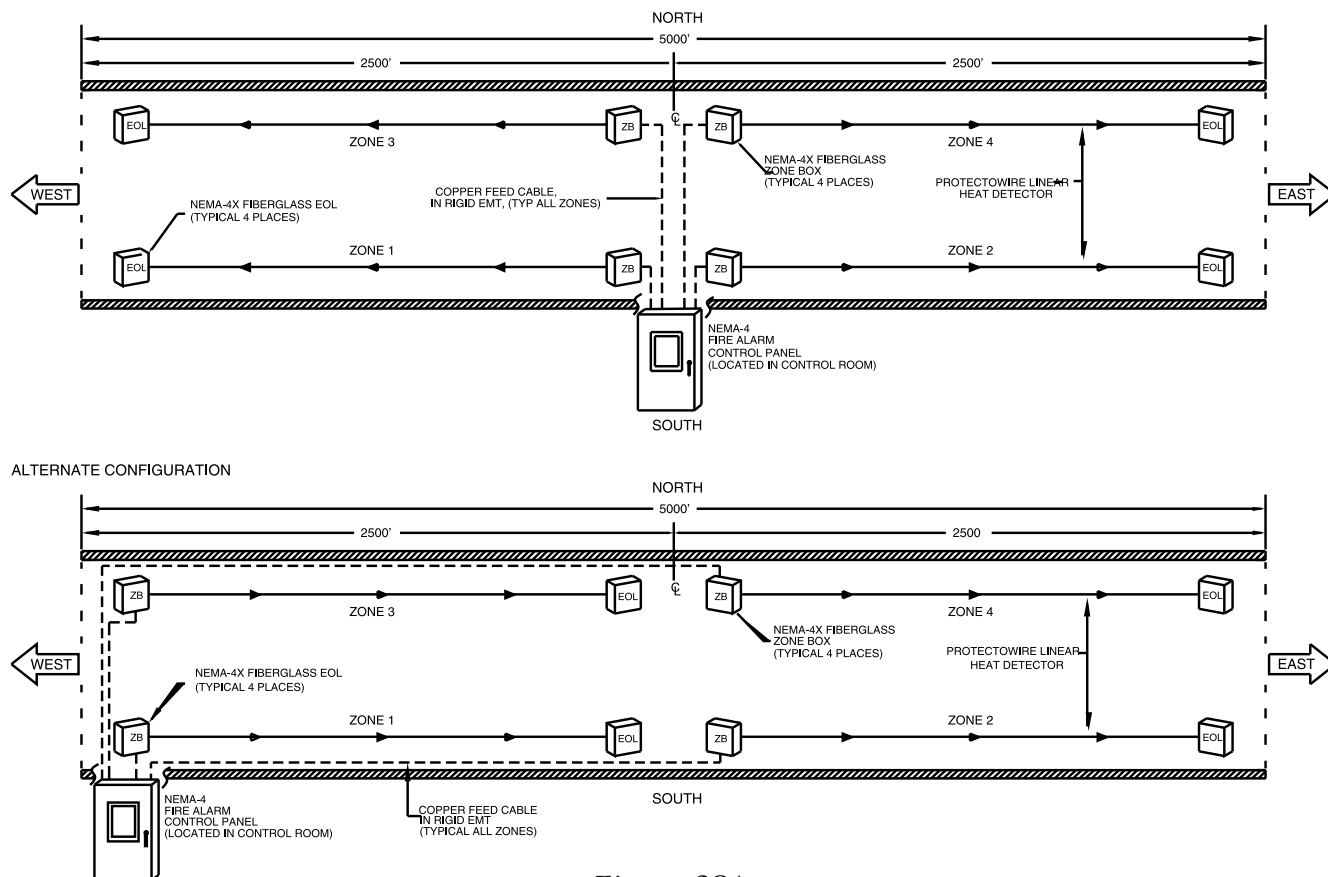 NORTH
5000'
2500'
2500'
EOL
ZB
℄
ZB
EOL
ZONE 3
ZONE 4
NEMA-4X FIBERGLASS
ZONE BOX
(TYPICAL 4 PLACES)
COPPER FEED CABLE,
IN RIGID EMT, (TYP ALL ZONES)
PROTECTOWIRE LINEAR
HEAT DETECTOR
WEST
EAST
NEMA-4X FIBERGLASS EOL
(TYPICAL 4 PLACES)
ZONE 1
ZONE 2
EOL
ZB
ZB
EOL
NEMA-4
FIRE ALARM
CONTROL PANEL
(LOCATED IN CONTROL ROOM)
SOUTH
ALTERNATE CONFIGURATION
NORTH
5000'
2500'
2500
ZB
EOL
℄
ZB
EOL
ZONE 3
ZONE 4
NEMA-4X FIBERGLASS
ZONE BOX
(TYPICAL 4 PLACES)
PROTECTOWIRE LINEAR
HEAT DETECTOR
WEST
EAST
NEMA-4X FIBERGLASS EOL
(TYPICAL 4 PLACES)
ZONE 1
ZONE 2
ZB
EOL
ZB
EOL
NEMA-4
FIRE ALARM
CONTROL PANEL
(LOCATED IN CONTROL ROOM)
COPPER FEED CABLE
IN RIGID EMT
(TYPICAL ALL ZONES)
SOUTH